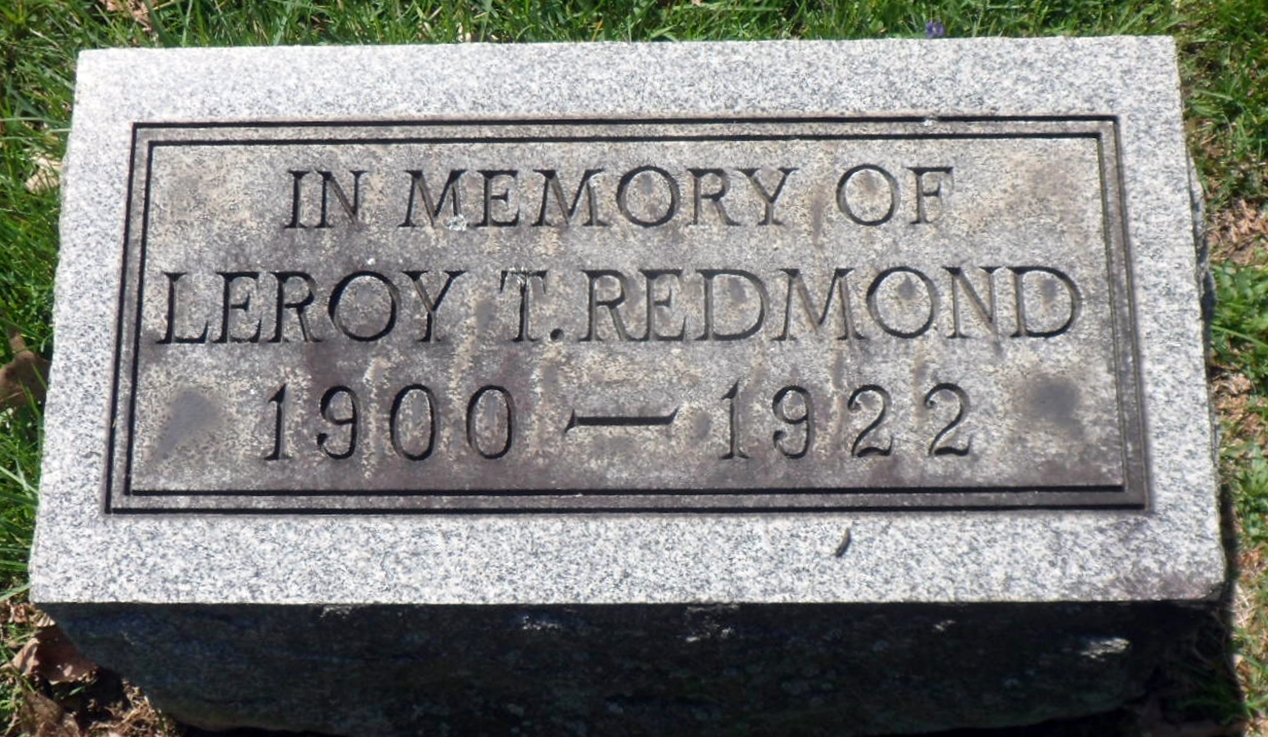 IN MEMORY OF
LEROY T. REDMOND
1900 — 1922